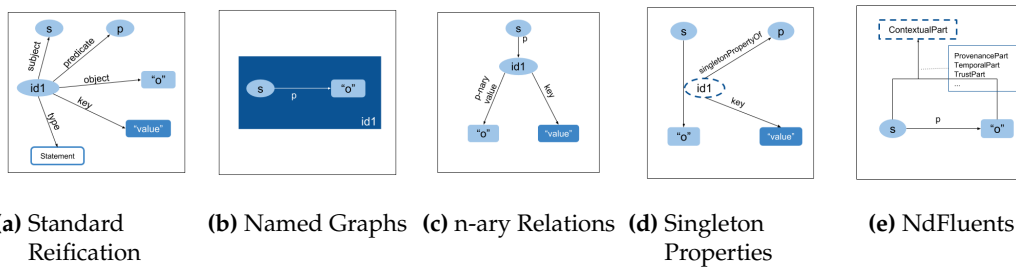 s
p
subject
predicate
id1
object
"o"
key
type
"value"
Statement
s
p
"o"
id1
s
p
id1
p-nary
value
key
"o"
"value"
s
p
singletonPropertyOf
id1
key
"o"
"value"
ContextualPart
ProvenancePart
TemporalPart
TrustPart
...
s
p
"o"
(a) Standard
Reification
(b) Named Graphs
(c) n-ary Relations
(d) Singleton
Properties
(e) NdFluents